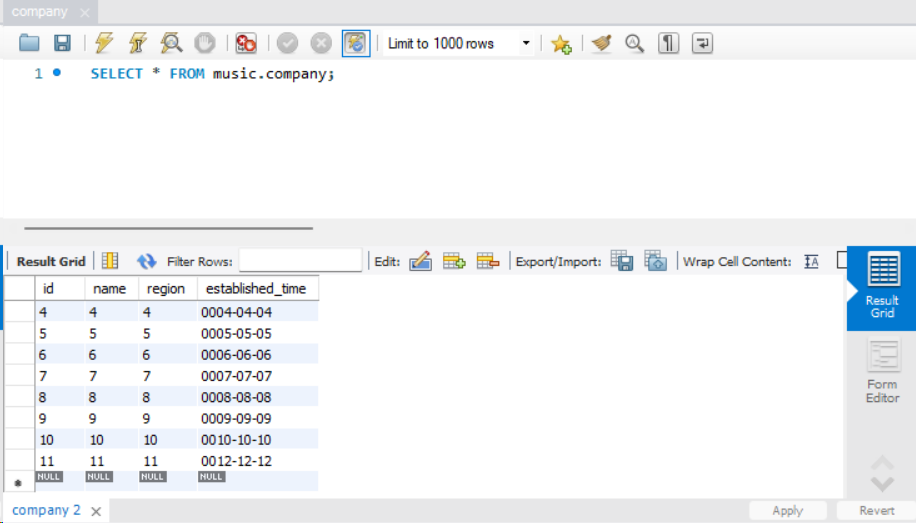 company ×
Limit to 1000 rows
1 SELECT * FROM music.company;
Result Grid Filter Rows: Edit: Export/Import: Wrap Cell Content: IA
id name region established_time
4 4 4 0004-04-04
5 5 5 0005-05-05
6 6 6 0006-06-06
7 7 7 0007-07-07
8 8 8 0008-08-08
9 9 9 0009-09-09
10 10 10 0010-10-10
11 11 11 0012-12-12
* NULL NULL NULL NULL
Result
Grid
Form
Editor
company 2 ×
Apply Revert